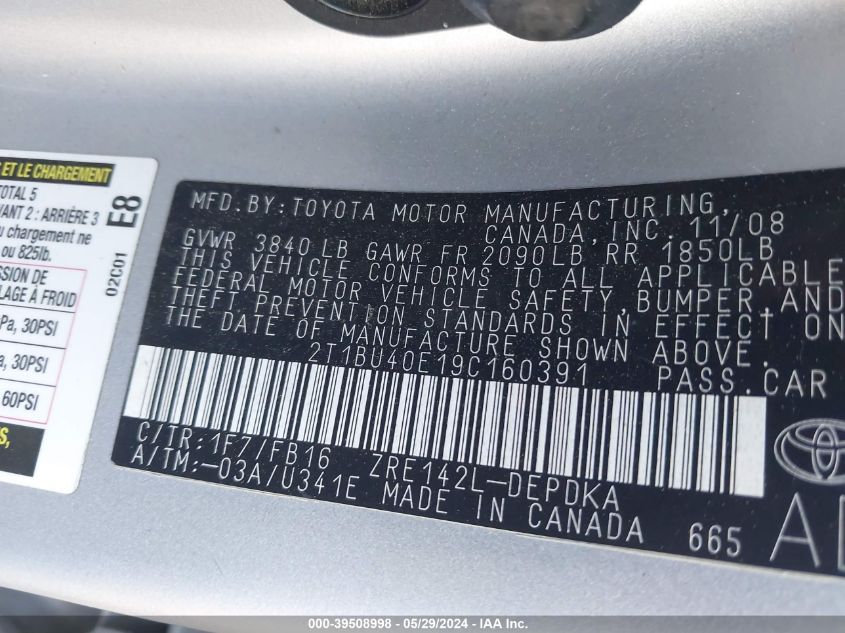 ET LE CHARGEMENT
TOTAL 5
VANT 2 : ARRIÈRE 3
u chargement ne
ou 825lb.
SSION DE
LAGE À FROID
Pa, 30PSI
a, 30PSI
60PSI
E8
02C01
MFD.BY:TOYOTA MOTOR MANUFACTURING,
CANADA,INC. 11/08
GVWR 3840 LB GAWR FR 2090LB RR 1850LB
THIS VEHICLE CONFORMS TO ALL APPLICABLE
FEDERAL MOTOR VEHICLE SAFETY,BUMPER,AND
THEFT PREVENTION STANDARDS IN EFFECT ON
THE DATE OF MANUFACTURE SHOWN ABOVE.
2T1BU40E19C160391 PASS.CAR
C/TR:1F7/FB16 ZRE142L-DEPDKA
A/TM:-03A/U341E MADE IN CANADA 665
000-39508998 - 05/29/2024 - IAA Inc.